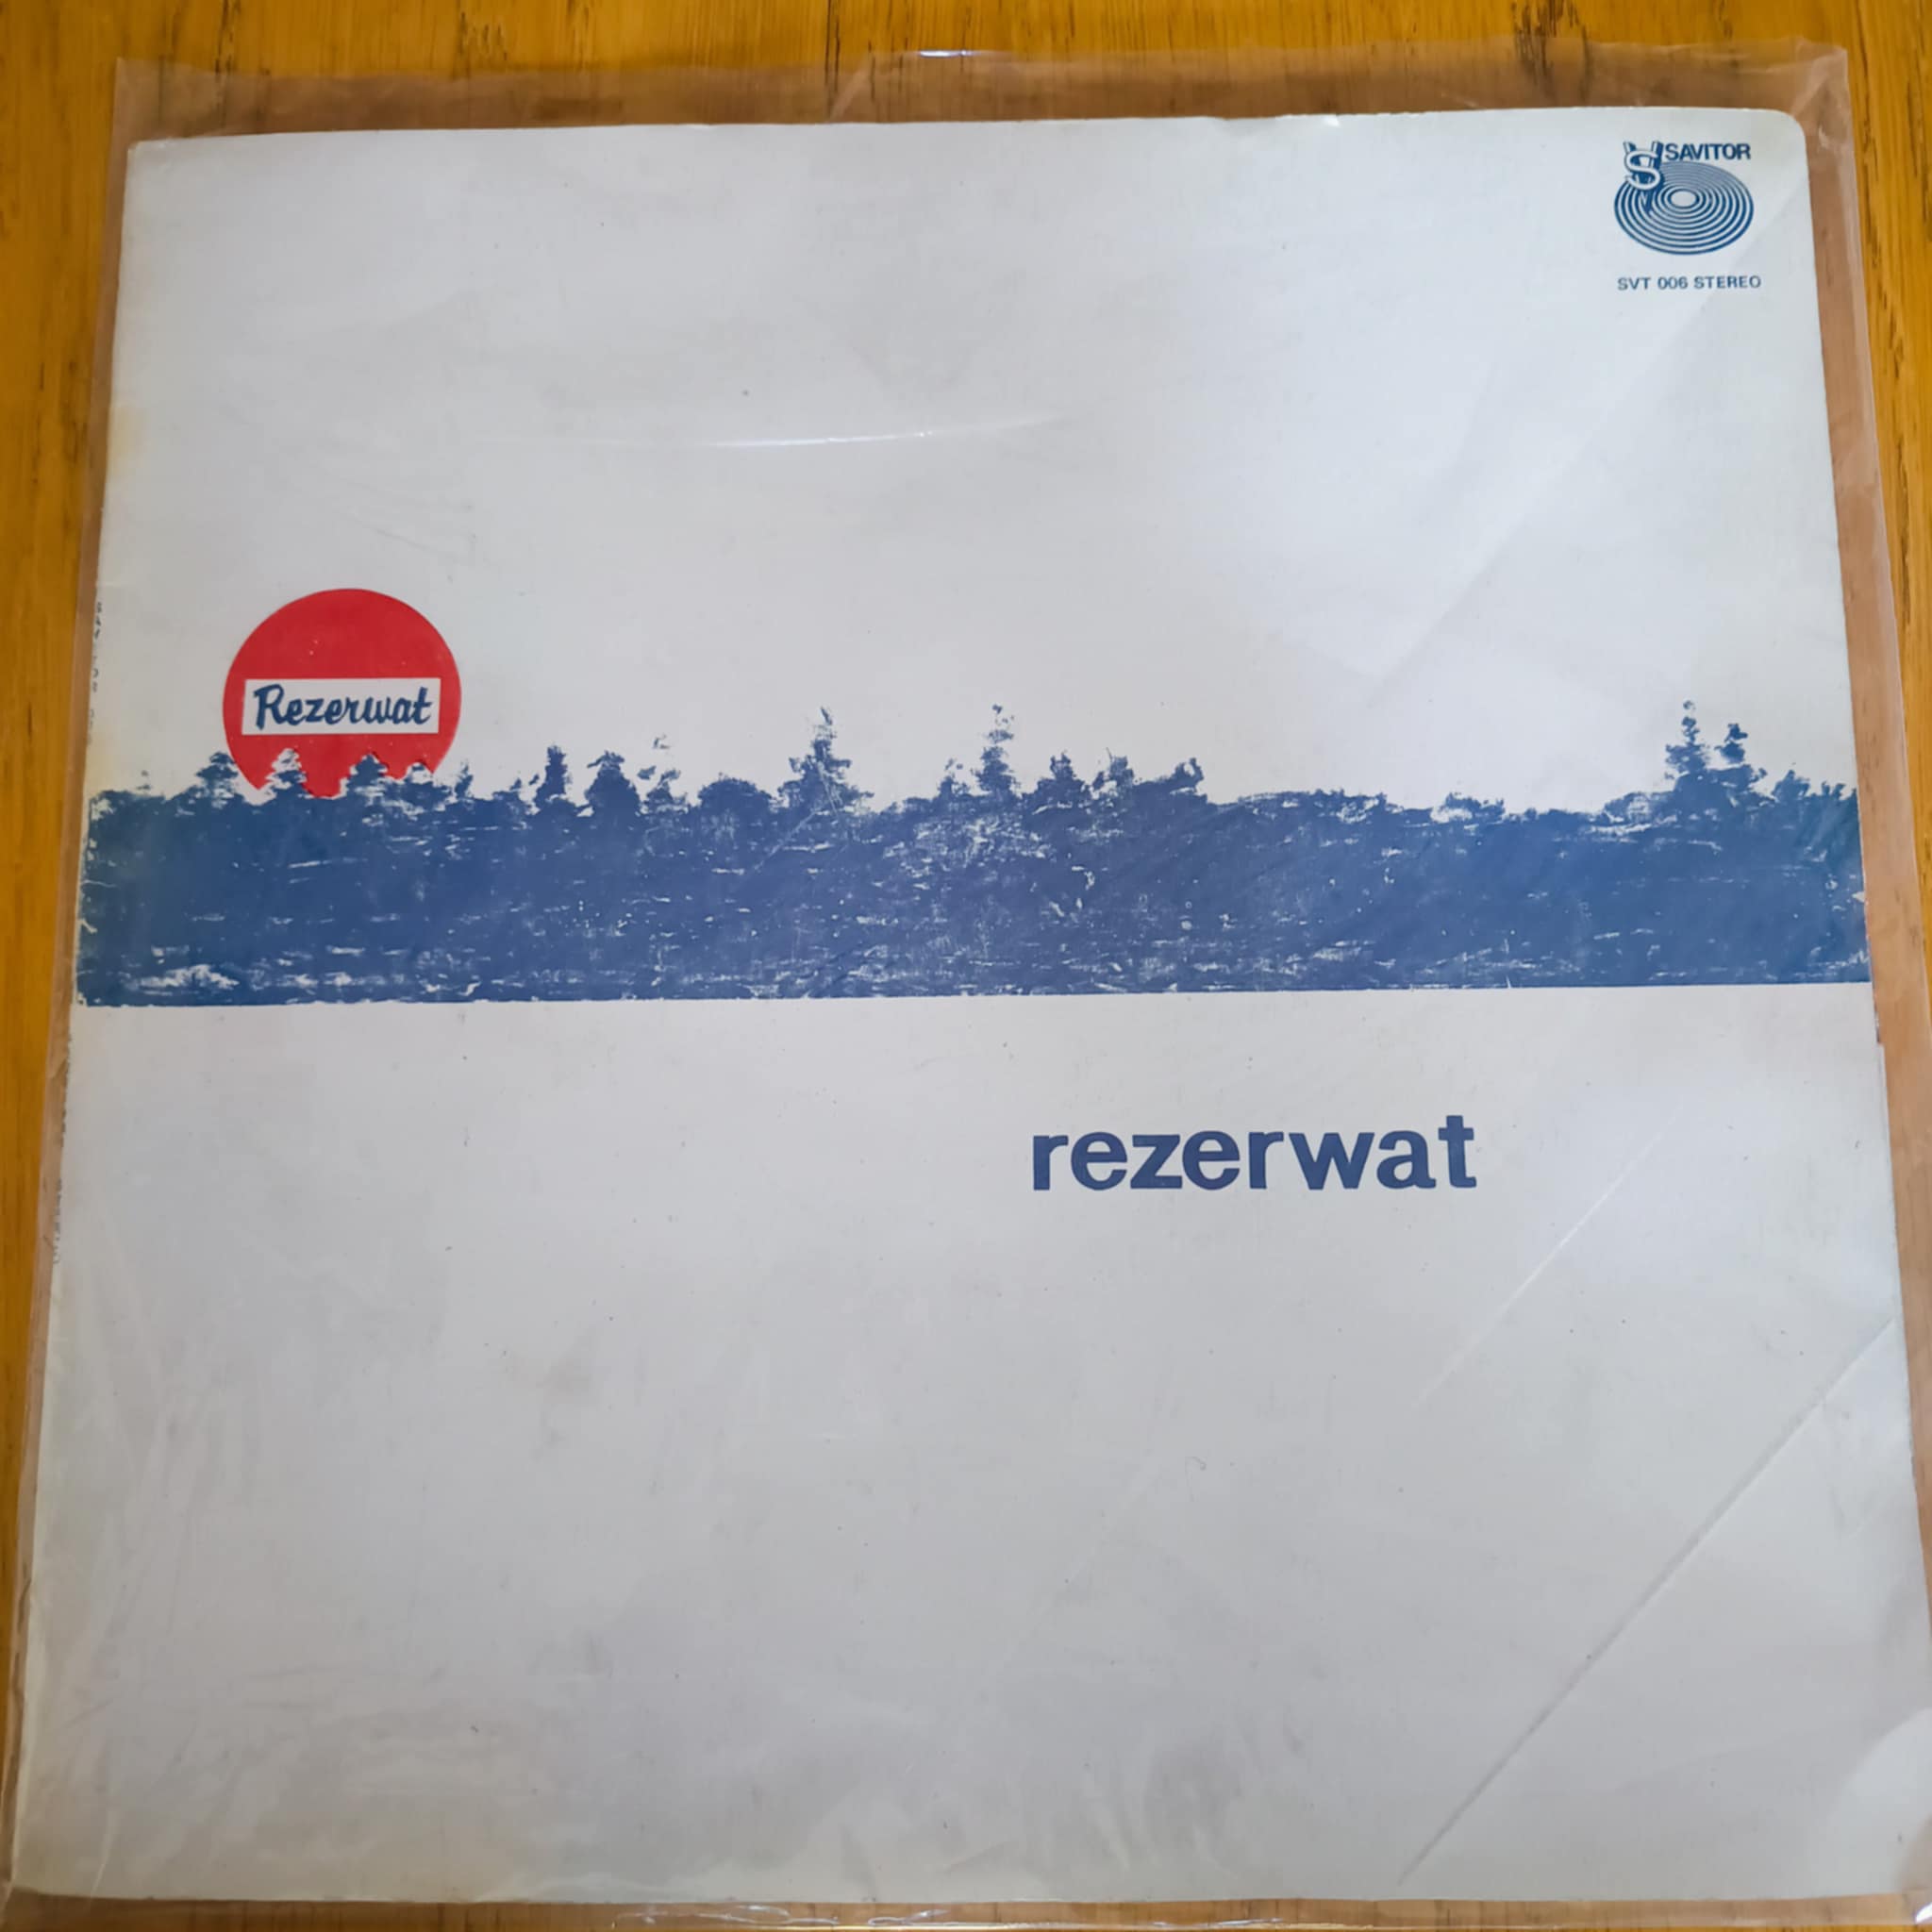 SAVITOR
SVT 006 STEREO
Rezerwat
rezerwat